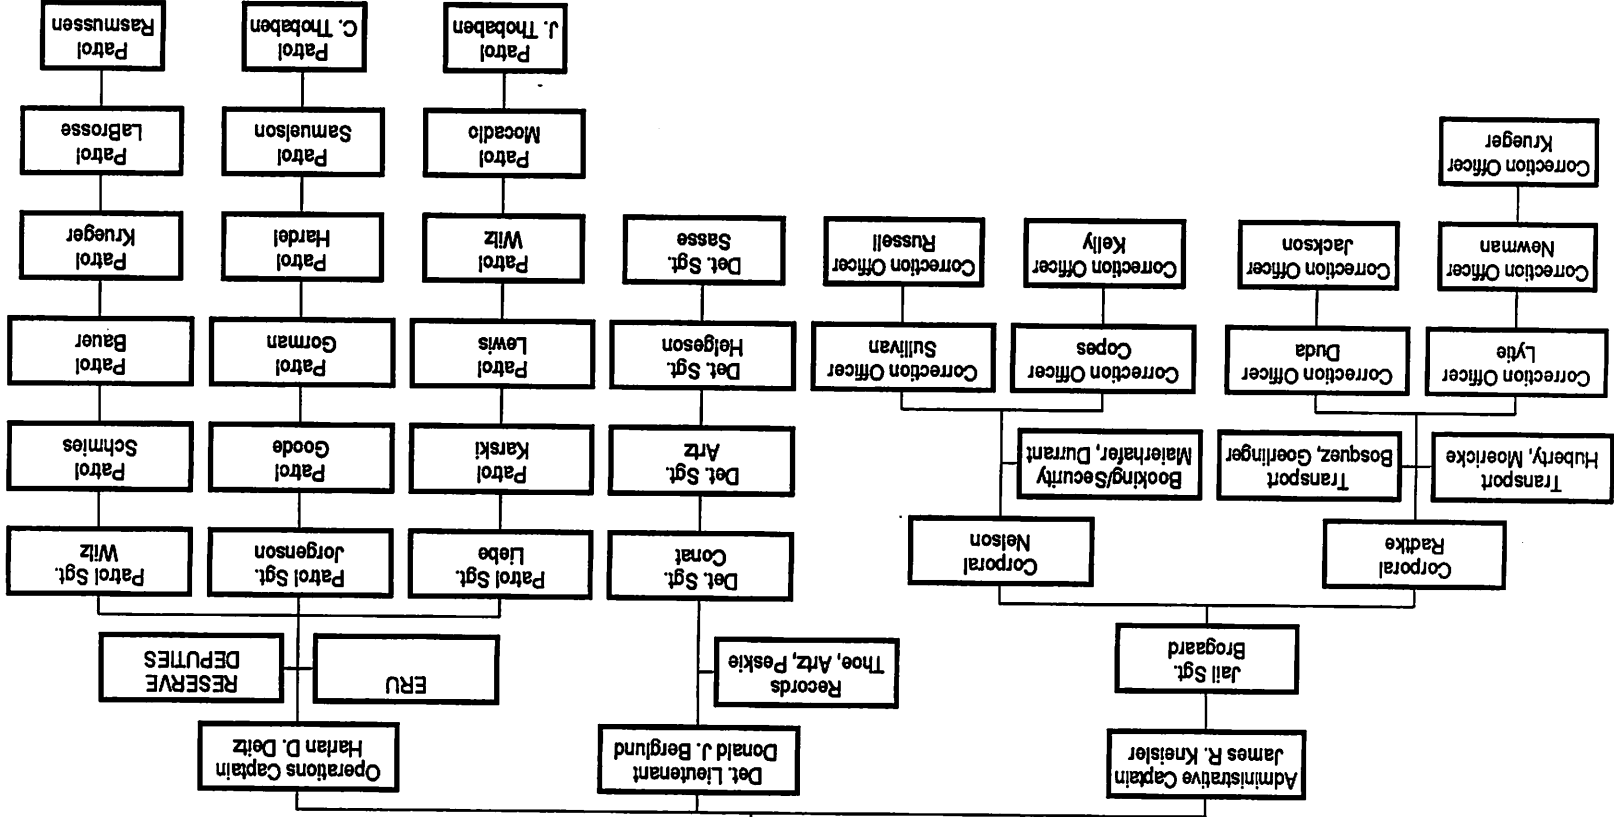 Administrative Captain
James R. Kneisler
Det. Lieutenant
Donald J. Berglund
Operations Captain
Harlan D. Deitz
Jail Sgt.
Brogaard
Records
Thoe, Artz, Peskie
ERU
RESERVE
DEPUTIES
Corporal
Radtke
Corporal
Nelson
Det. Sgt.
Conat
Patrol Sgt.
Liebe
Patrol Sgt.
Jorgenson
Patrol Sgt.
Wilz
Transport
Huberty, Moericke
Transport
Bosquez, Goerlinger
Booking/Security
Maierhafer, Durrant
Det. Sgt.
Artz
Patrol
Karski
Patrol
Goode
Patrol
Schmies
Correction Officer
Lytie
Correction Officer
Duda
Correction Officer
Copes
Correction Officer
Sullivan
Det. Sgt.
Helgeson
Patrol
Lewis
Patrol
Gorman
Patrol
Bauer
Correction Officer
Newman
Correction Officer
Jackson
Correction Officer
Kelly
Correction Officer
Russell
Det. Sgt.
Sasse
Patrol
Wilz
Patrol
Hardel
Patrol
Krueger
Correction Officer
Krueger
Patrol
Mocadlo
Patrol
Samuelson
Patrol
LaBrosse
Patrol
J. Thobaben
Patrol
C. Thobaben
Patrol
Rasmussen